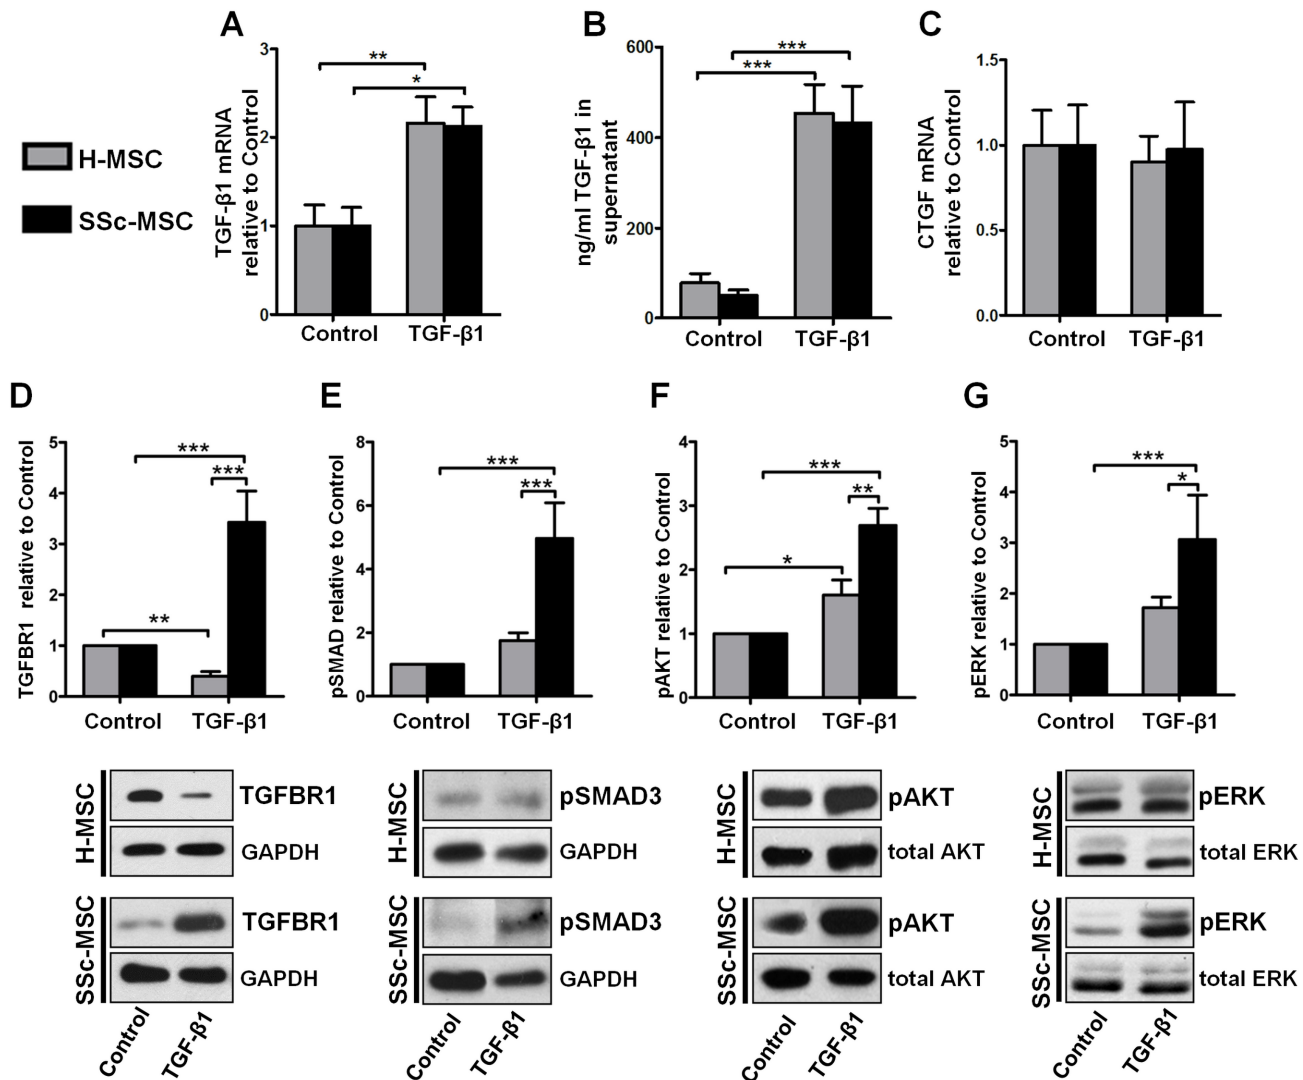 H-MSC
SSc-MSC
A
TGF-β1 mRNA
relative to Control
3
2
1
0
**
*
Control
TGF-β1
B
ng/ml TGF-β1 in
supernatant
600
400
200
0
***
***
Control
TGF-β1
C
CTGF mRNA
relative to Control
1.5
1.0
0.5
0.0
Control
TGF-β1
D
TGFBR1 relative to Control
5
4
3
2
1
0
***
***
**
Control
TGF-β1
E
pSMAD relative to Control
8
6
4
2
0
***
***
Control
TGF-β1
F
pAKT relative to Control
4
3
2
1
0
***
**
*
Control
TGF-β1
G
pERK relative to Control
5
4
3
2
1
0
***
*
Control
TGF-β1
H-MSC
TGFBR1
GAPDH
SSc-MSC
TGFBR1
GAPDH
Control
TGF-β1
H-MSC
pSMAD3
GAPDH
SSc-MSC
pSMAD3
GAPDH
Control
TGF-β1
H-MSC
pAKT
total AKT
SSc-MSC
pAKT
total AKT
Control
TGF-β1
H-MSC
pERK
total ERK
SSc-MSC
pERK
total ERK
Control
TGF-β1